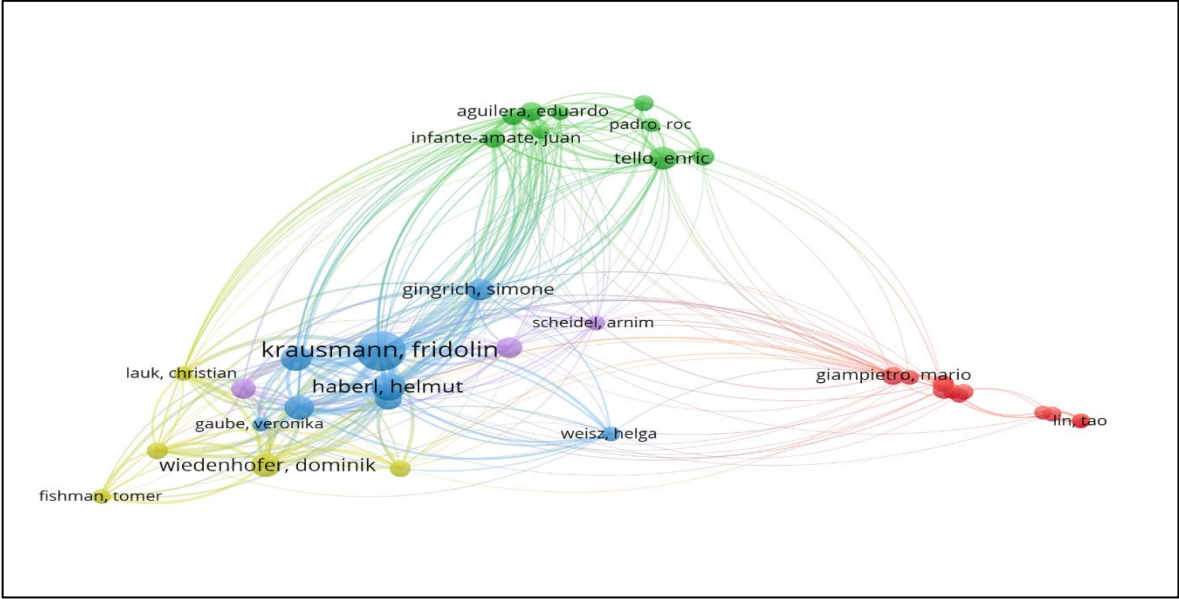 aguilera, eduardo
padro, roc
infante-amate, juan
tello, enric
gingrich, simone
scheidel, arnim
krausmann, fridolin
lauk, christian
giampietro, mario
haberl, helmut
gaube, veronika
lin, tao
weisz, helga
wiedenhofer, dominik
fishman, tomer